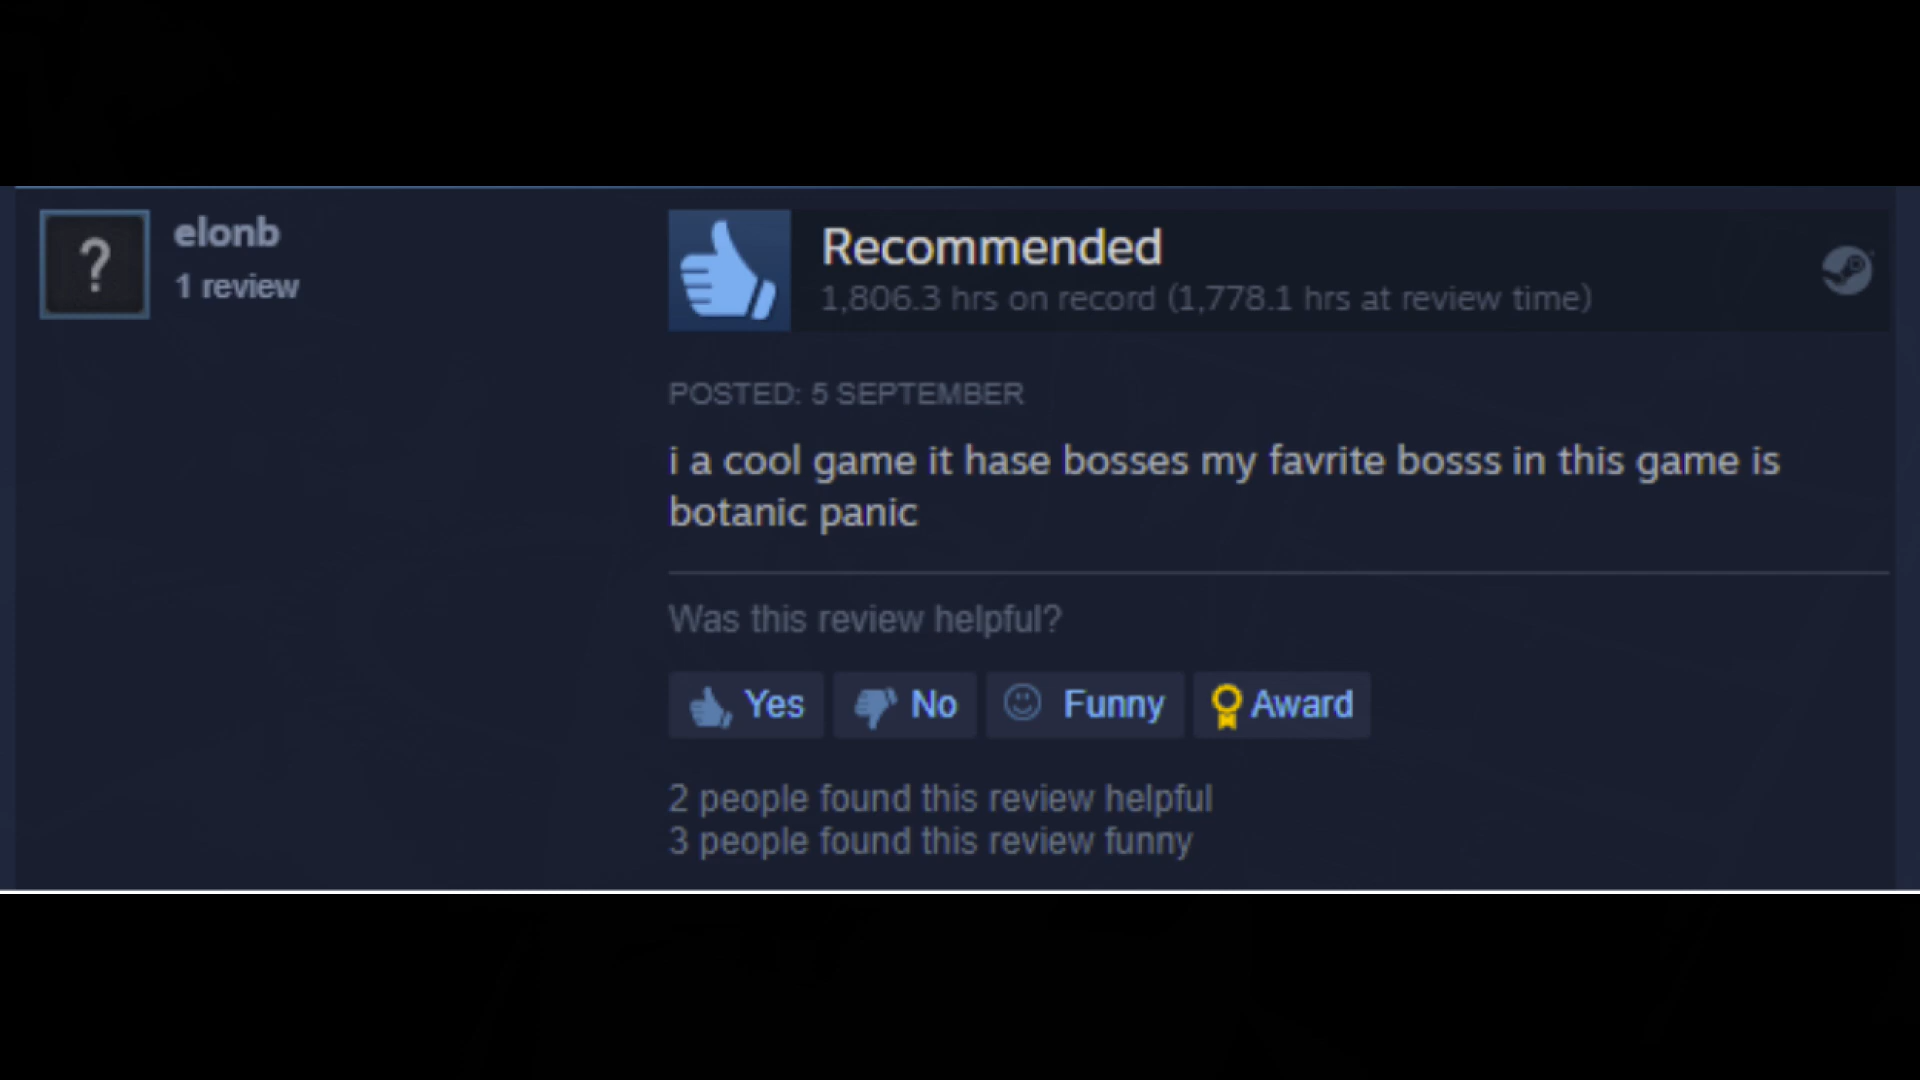 ?
elonb
1 review
Recommended
1,806.3 hrs on record (1,778.1 hrs at review time)
POSTED: 5 SEPTEMBER
i a cool game it hase bosses my favrite bosss in this game is
botanic panic
Was this review helpful?
Yes No Funny Award
2 people found this review helpful
3 people found this review funny